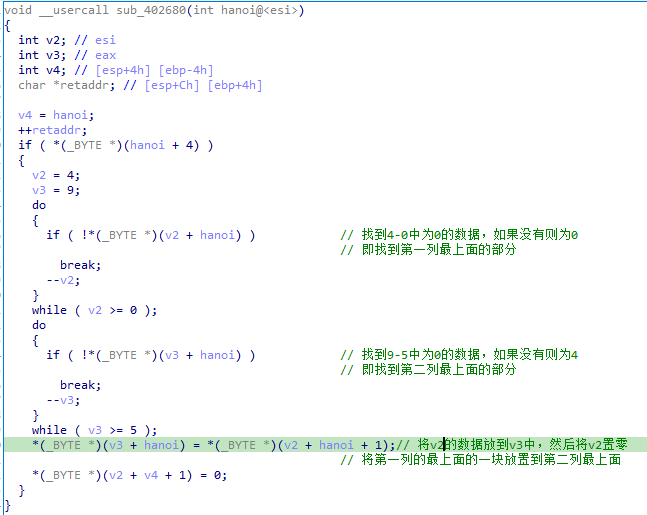 void __usercall sub_402680(int hanoi@<esi>)
{
int v2; // esi
int v3; // eax
int v4; // [esp+4h] [ebp-4h]
char *retaddr; // [esp+Ch] [ebp+4h]
v4 = hanoi;
++retaddr;
if ( *(_BYTE *)(hanoi + 4) )
{
v2 = 4;
v3 = 9;
do
{
if ( !*(_BYTE *)(v2 + hanoi) ) // 找到4-0中为0的数据，如果没有则为0
// 即找到第一列最上面的部分
break;
--v2;
}
while ( v2 >= 0 );
do
{
if ( !*(_BYTE *)(v3 + hanoi) ) // 找到9-5中为0的数据，如果没有则为4
// 即找到第二列最上面的部分
break;
--v3;
}
while ( v3 >= 5 );
*(_BYTE *)(v3 + hanoi) = *(_BYTE *)(v2 + hanoi + 1);// 将v2的数据放到v3中，然后将v2置零
// 将第一列的最上面的一块放置到第二列最上面
*(_BYTE *)(v2 + v4 + 1) = 0;
}
}